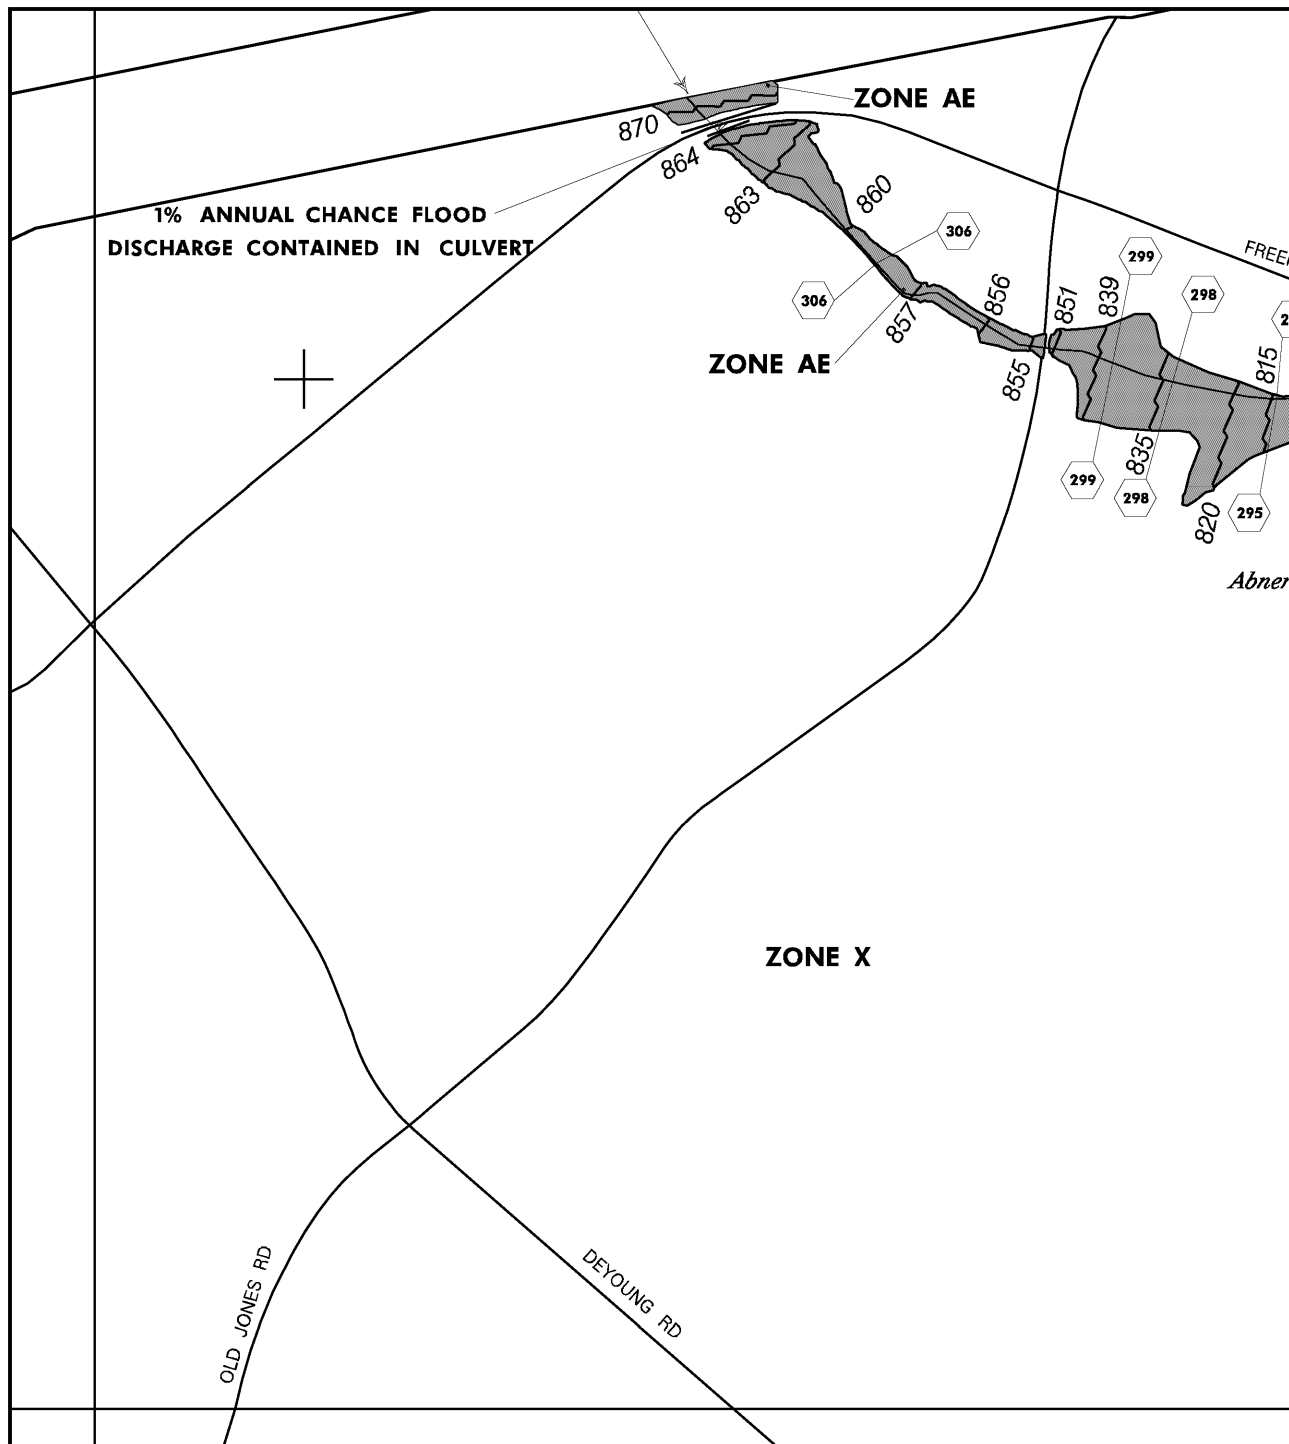 ZONE AE
870
864
863
860
1% ANNUAL CHANCE FLOOD
DISCHARGE CONTAINED IN CULVERT
306
306
299
298
857
856
851
839
815
ZONE AE
855
835
299
298
820
295
Abner
ZONE X
OLD JONES RD
DEYOUNG RD